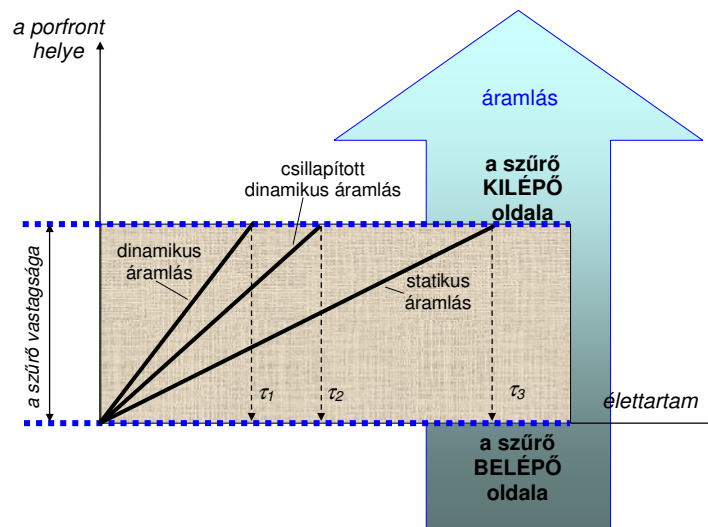 a porfront
helye
áramlás
csillapított
dinamikus áramlás
a szűrő
KILÉPŐ
oldala
dinamikus
áramlás
statikus
áramlás
a szűrő vastagsága
τ1
τ2
τ3
élettartam
a szűrő
BELÉPŐ
oldala